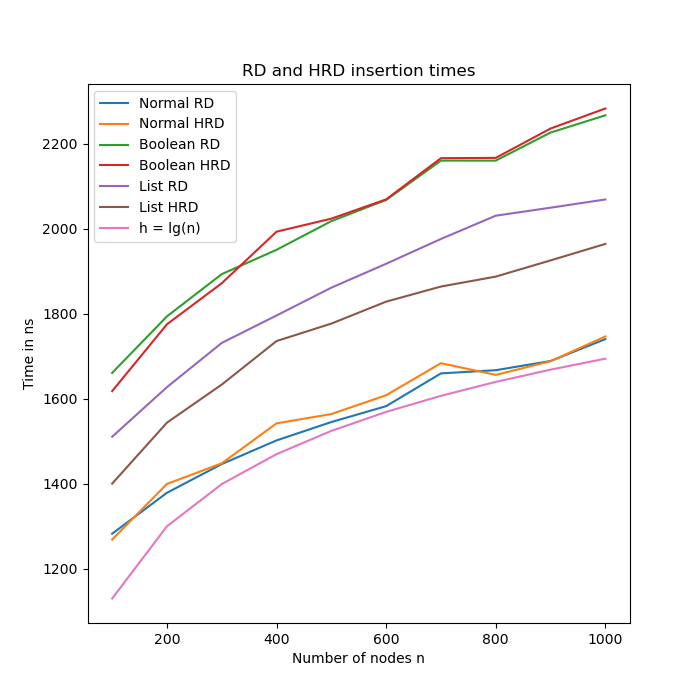 RD and HRD insertion times
Normal RD
Normal HRD
Boolean RD
Boolean HRD
List RD
List HRD
h = lg(n)
2200
2000
1800
1600
1400
1200
Time in ns
200 400 600 800 1000
Number of nodes n